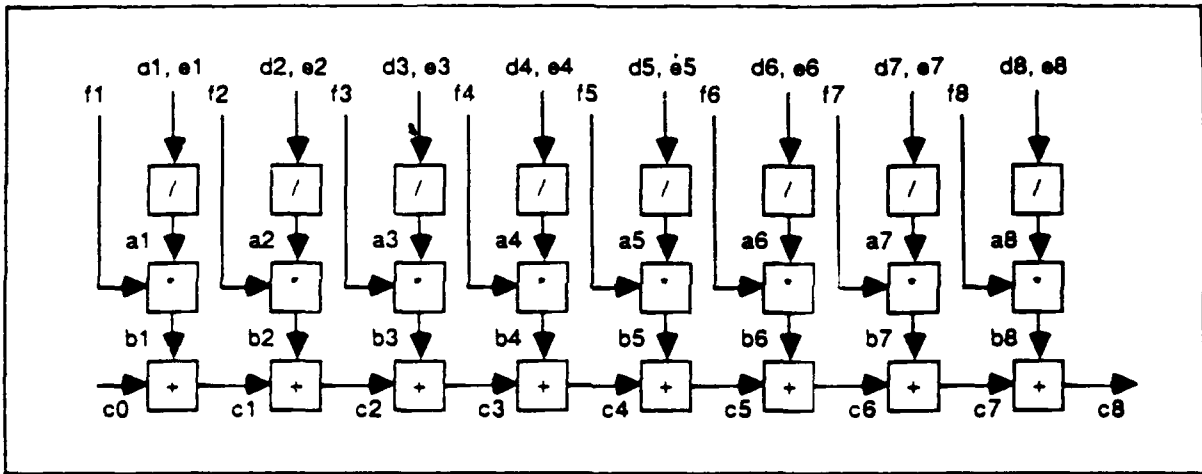 a1, e1 d2, e2 d3, e3 d4, e4 d5, e5 d6, e6 d7, e7 d8, e8
f1 f2 f3 f4 f5 f6 f7 f8
/ / / / / / / /
a1 a2 a3 a4 a5 a6 a7 a8
* * * * * * * *
b1 b2 b3 b4 b5 b6 b7 b8
+ + + + + + + +
c0 c1 c2 c3 c4 c5 c6 c7 c8